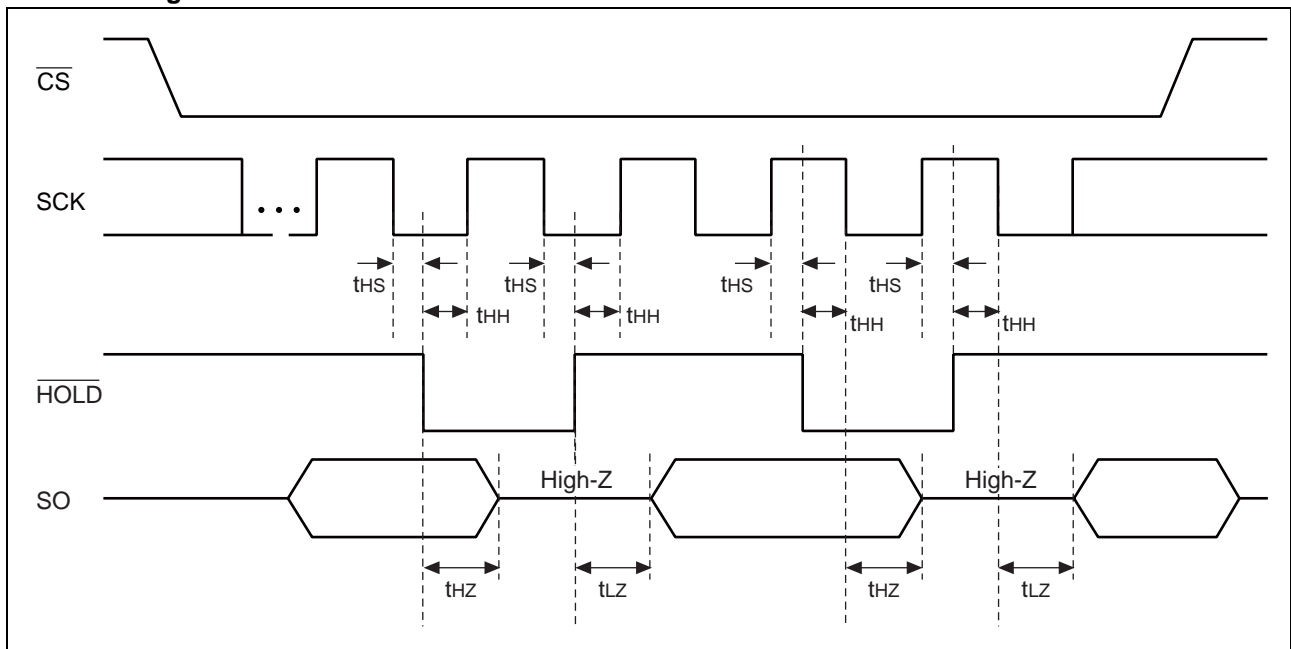 CS
SCK
...
tHS tHS tHS tHS
tHH tHH tHH tHH
HOLD
High-Z High-Z
SO
tHZ tLZ tHZ tLZ